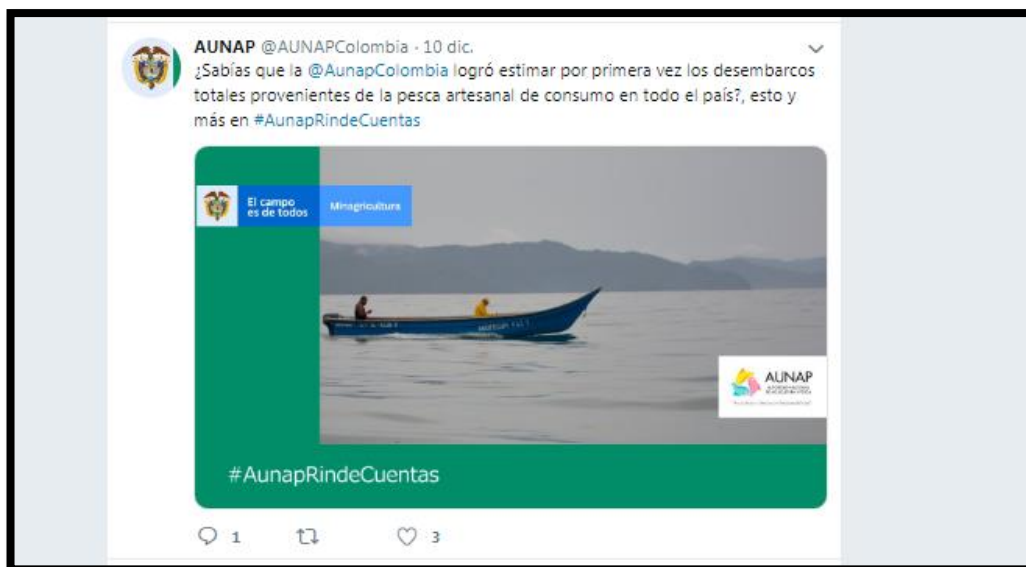 AUNAP @AUNAPColombia · 10 dic.
¿Sabías que la @AunapColombia logró estimar por primera vez los desembarcos
totales provenientes de la pesca artesanal de consumo en todo el país?, esto y
más en #AunapRindeCuentas
El campo
es de todos
Minagricultura
AUNAP
#AunapRindeCuentas
1
3